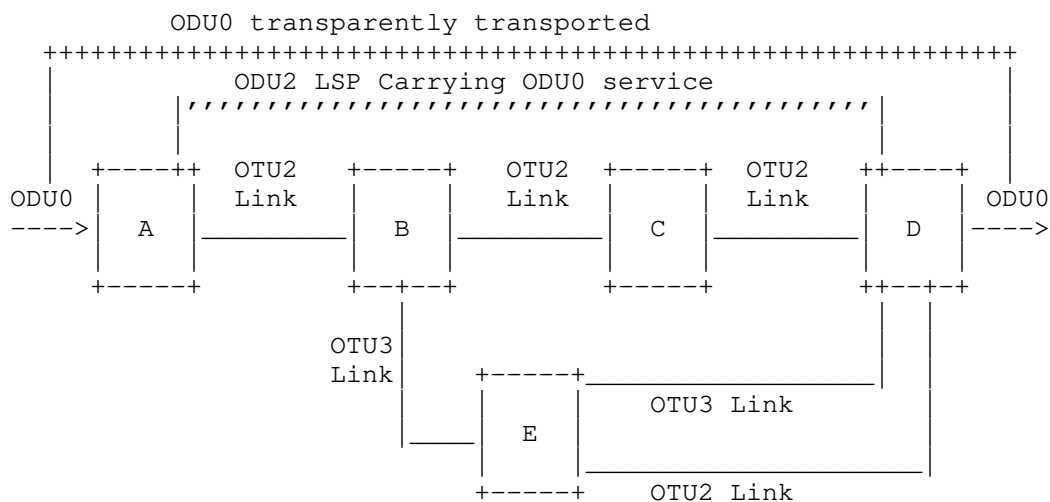 ODU0 transparently transported
ODU2 LSP Carrying ODU0 service
OTU2 OTU2 OTU2
ODU0 Link Link Link ODU0
A B C D
OTU3
Link
OTU3 Link
E
OTU2 Link